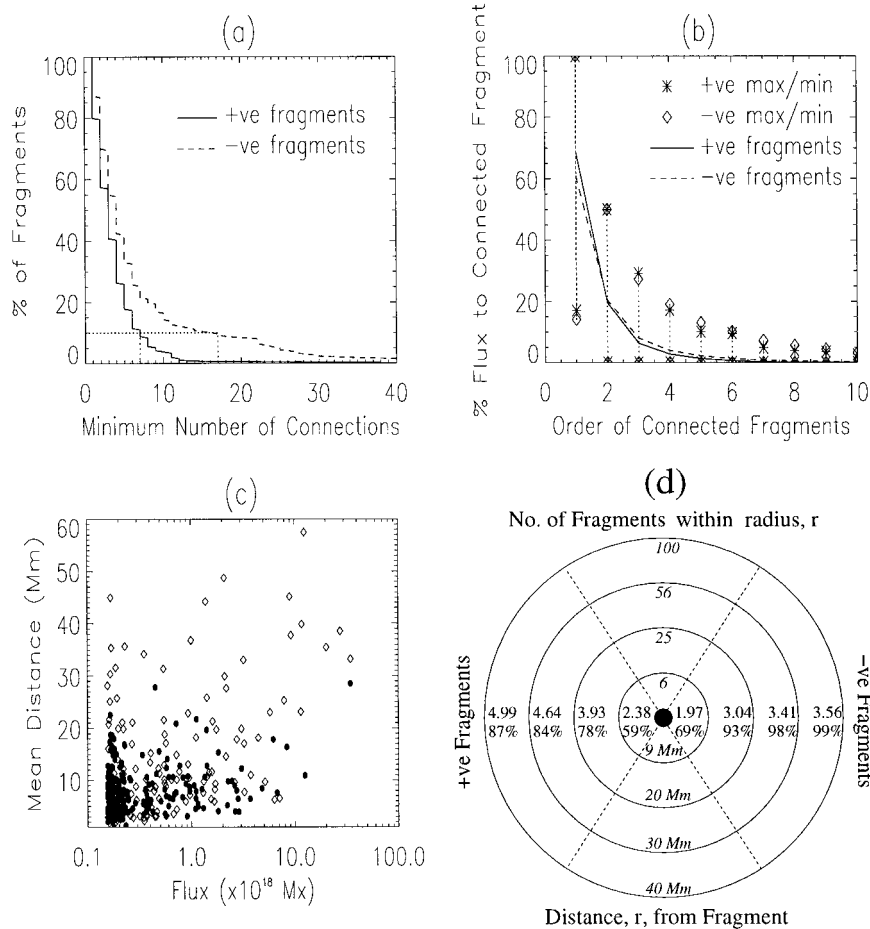 (a)
% of Fragments
100
80
60
40
20
0
+ve fragments
−ve fragments
0 10 20 30 40
Minimum Number of Connections
(b)
% Flux to Connected Fragment
100
80
60
40
20
0
+ve max/min
−ve max/min
+ve fragments
−ve fragments
0 2 4 6 8 10
Order of Connected Fragments
(c)
Mean Distance (Mm)
60
50
40
30
20
10
0.1 1.0 10.0 100.0
Flux (x10¹⁸ Mx)
(d)
No. of Fragments within radius, r
100
56
25
6
+ve Fragments
4.99 4.64 3.93 2.38 1.97 3.04 3.41 3.56
87% 84% 78% 59% 69% 93% 98% 99%
−ve Fragments
9 Mm
20 Mm
30 Mm
40 Mm
Distance, r, from Fragment